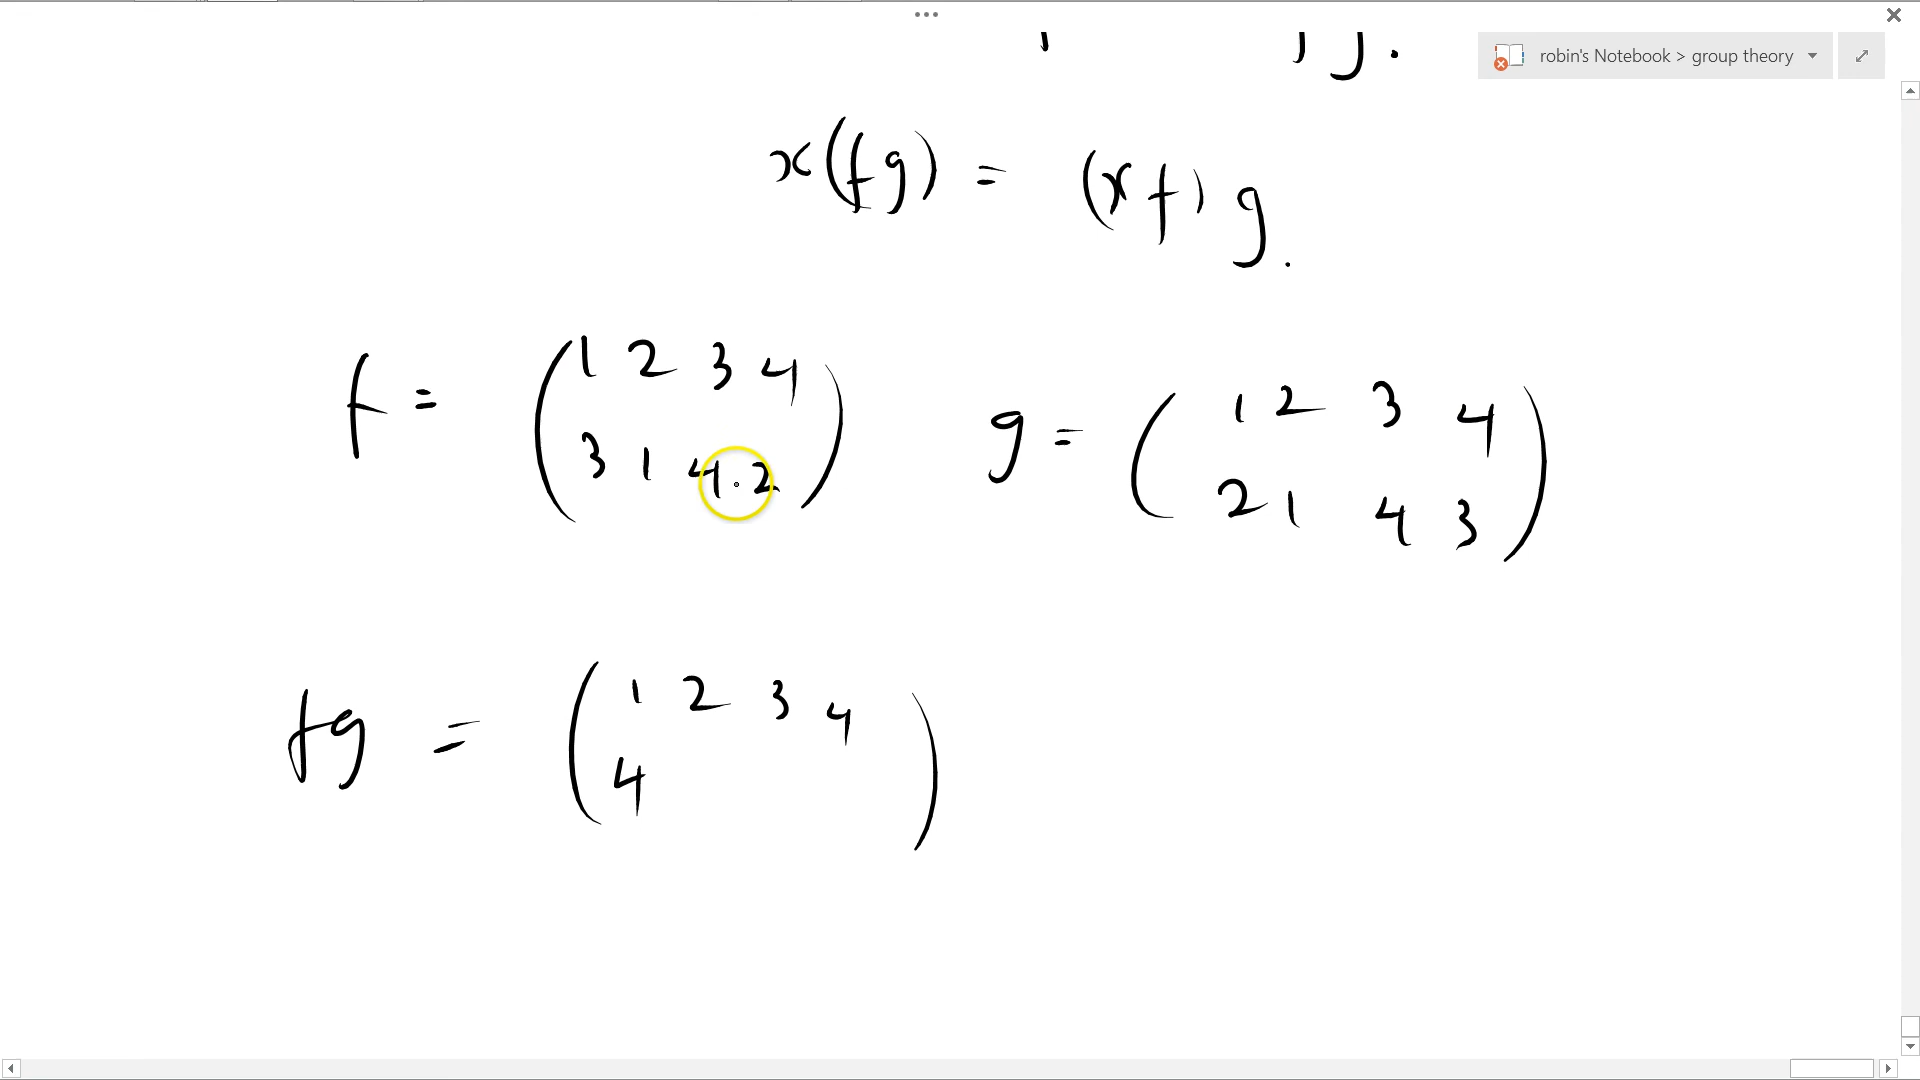 robin's Notebook > group theory
x(fg) = (xf) g.
f = (1 2 3 4 g = (1 2 3 4
3 1 4 2) 2 1 4 3)
fg = (1 2 3 4
4 )